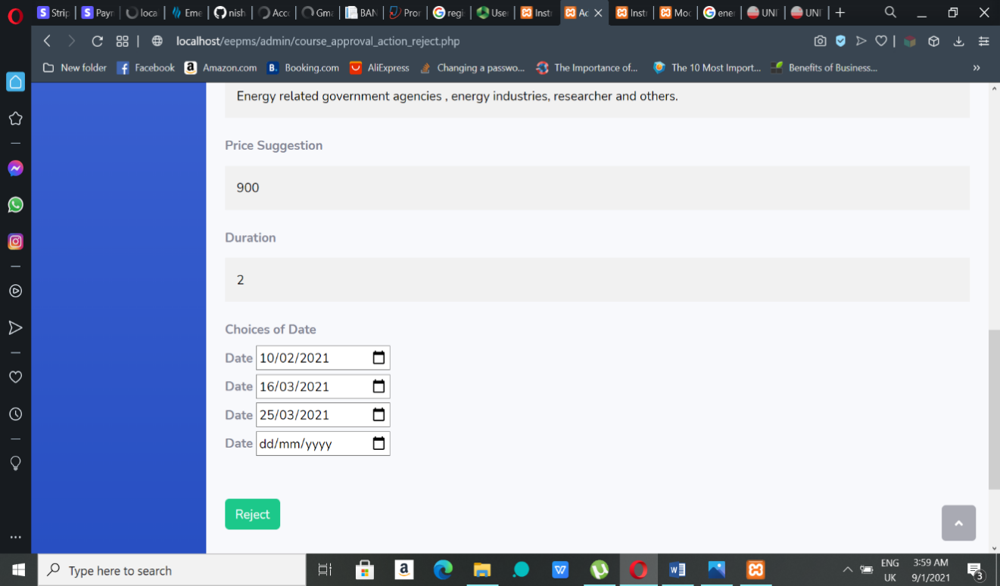 Strip
Payn
loca
Eme
nish
Acc
Gma
BAN
Pror
regi
User
Inst
Ac
Inst
Moc
ener
UNI
UNI
localhost/eepms/admin/course_approval_action_reject.php
New folder
Facebook
Amazon.com
Booking.com
AliExpress
Changing a passwo...
The Importance of...
The 10 Most Import...
Benefits of Business...
Energy related government agencies , energy industries, researcher and others.
Price Suggestion
900
Duration
2
Choices of Date
Date 10/02/2021
Date 16/03/2021
Date 25/03/2021
Date dd/mm/yyyy
Reject
Type here to search
ENG
UK
3:59 AM
9/1/2021
3